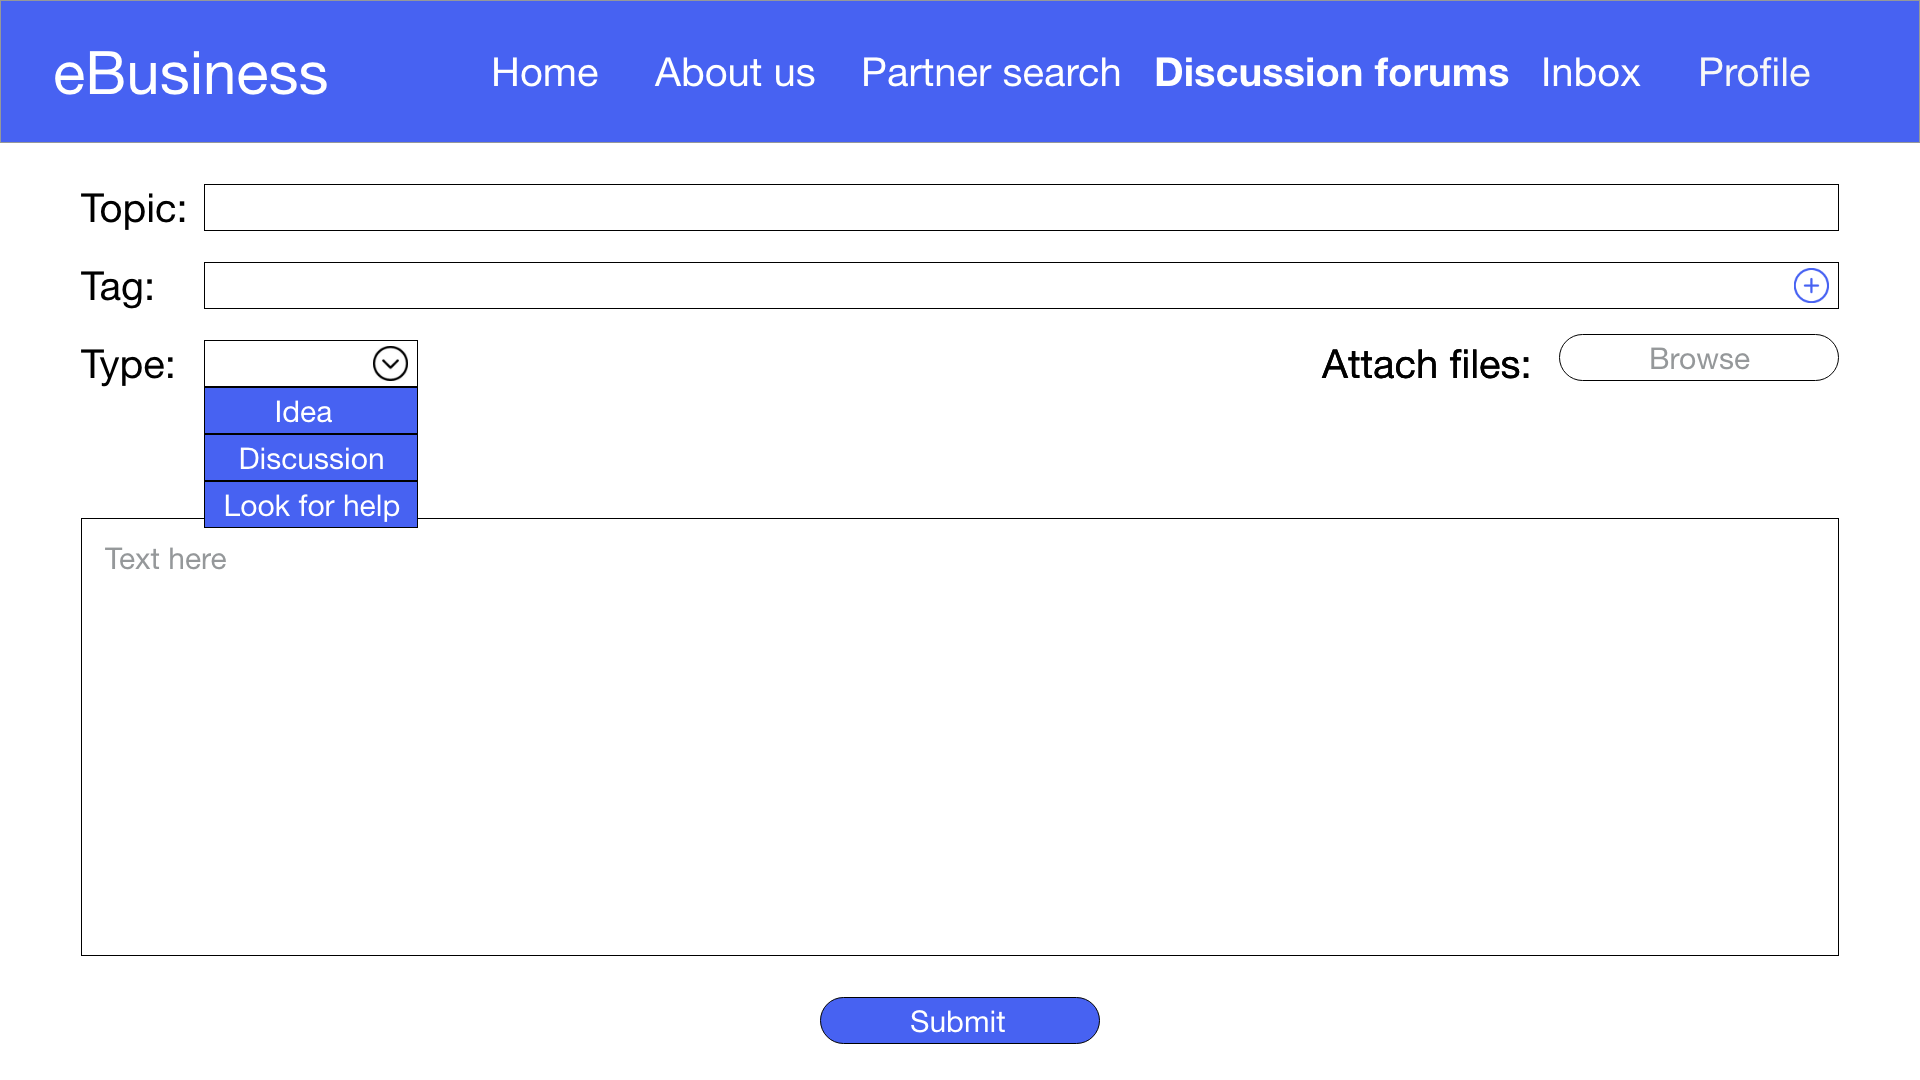 eBusiness Home About us Partner search Discussion forums Inbox Profile
Topic:
Tag:
Type: Attach files: Browse
Idea
Discussion
Look for help
Text here
Submit